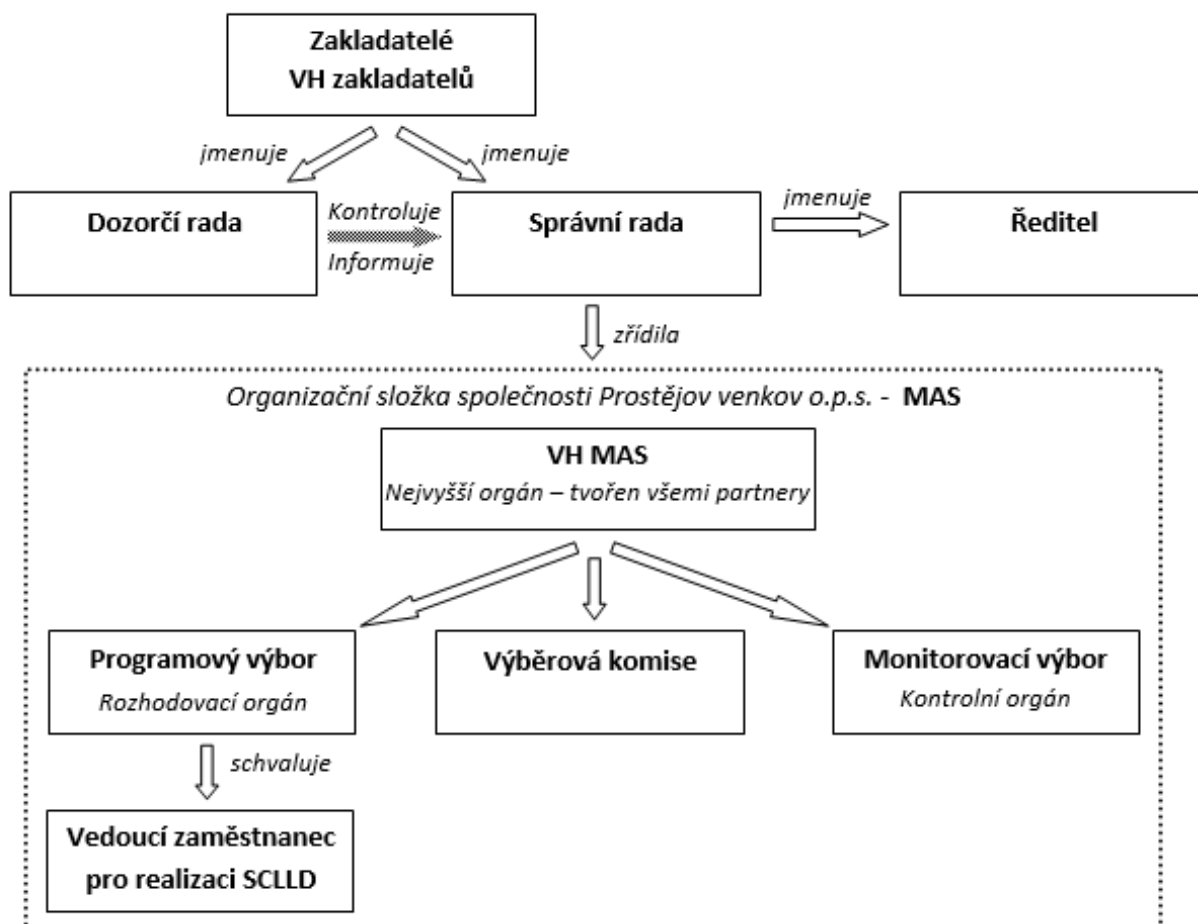 Zakladatelé
VH zakladatelů
jmenuje
jmenuje
Dozorčí rada
Kontroluje
Informuje
Správní rada
jmenuje
Ředitel
zřídila
Organizační složka společnosti Prostějov venkov o.p.s. - MAS
VH MAS
Nejvyšší orgán – tvořen všemi partnery
Programový výbor
Rozhodovací orgán
Výběrová komise
Monitorovací výbor
Kontrolní orgán
schvaluje
Vedoucí zaměstnanec
pro realizaci SCLLD